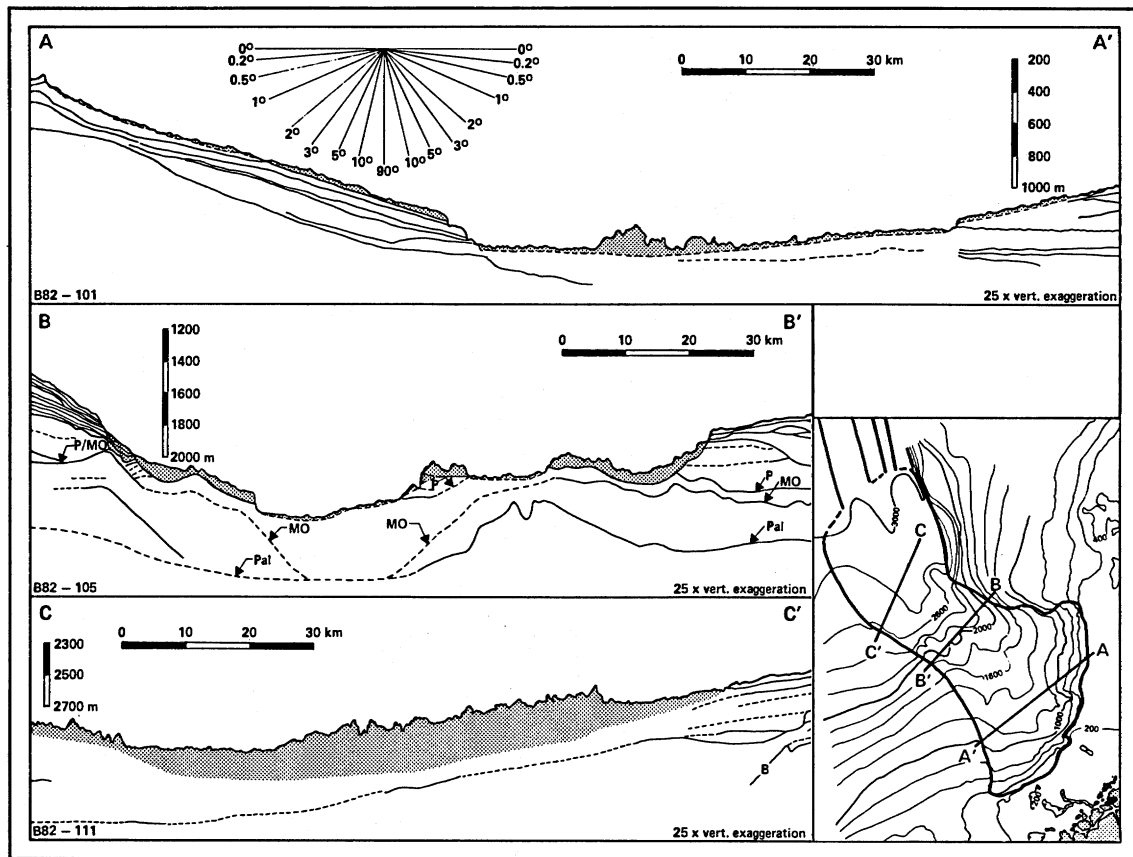 A A'
0° 0°
0.2° 0.2°
0.5° 0.5°
1° 1°
2° 2°
3° 3°
5° 5°
10° 10°
90°
0 10 20 30 km
200
400
600
800
1000 m
B82 – 101
25 x vert. exaggeration
B B'
1200
1400
1600
1800
2000 m
0 10 20 30 km
P/MO
P
MO
MO
Pal
P
MO
Pal
B82 – 105
25 x vert. exaggeration
C C'
2300
2500
2700 m
0 10 20 30 km
B
B82 – 111
25 x vert. exaggeration
3000
400
C
B
2600
2000
C'
B'
1600
A
1000
200
A'